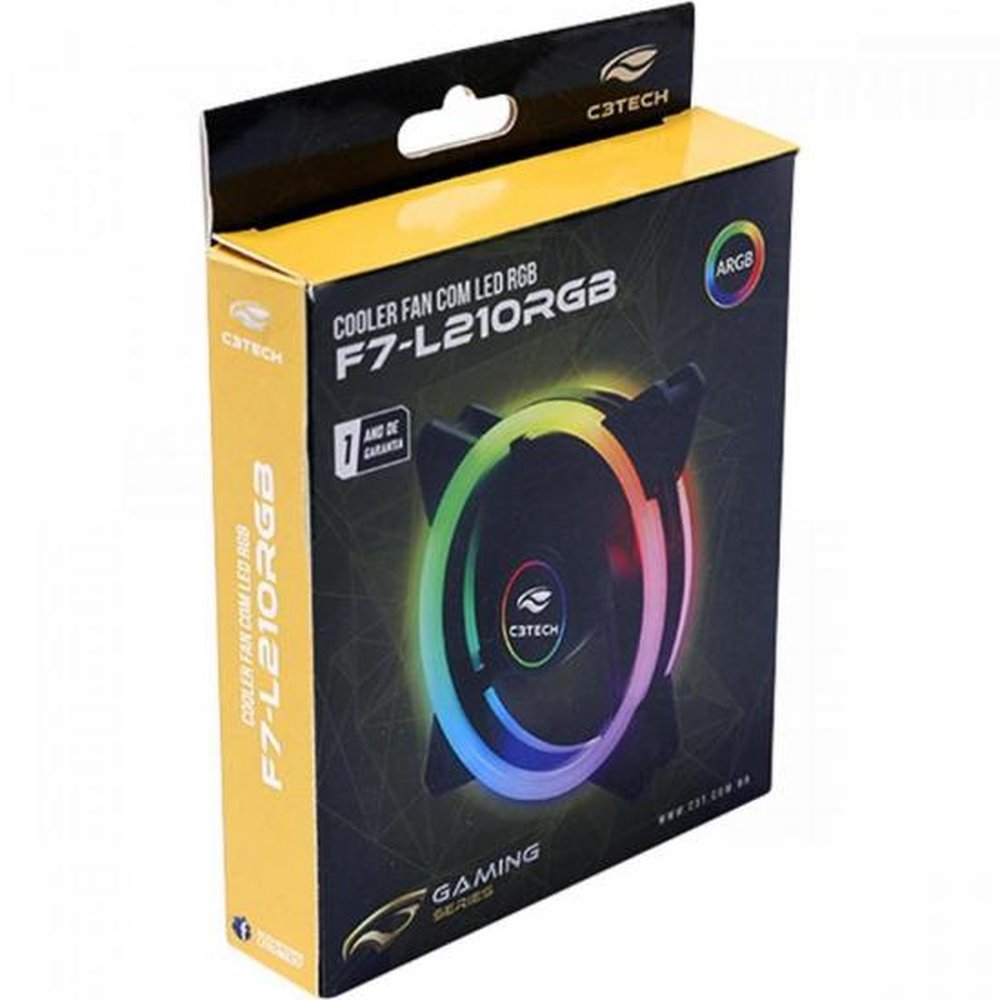 C3TECH
ARGB
COOLER FAN COM LED RGB
F7-L210RGB
1 ANO DE
GARANTIA
C3TECH
WWW.C3T.COM.BR
GAMING
SERIES
C3TECH
COOLER FAN COM LED RGB
F7-L210RGB